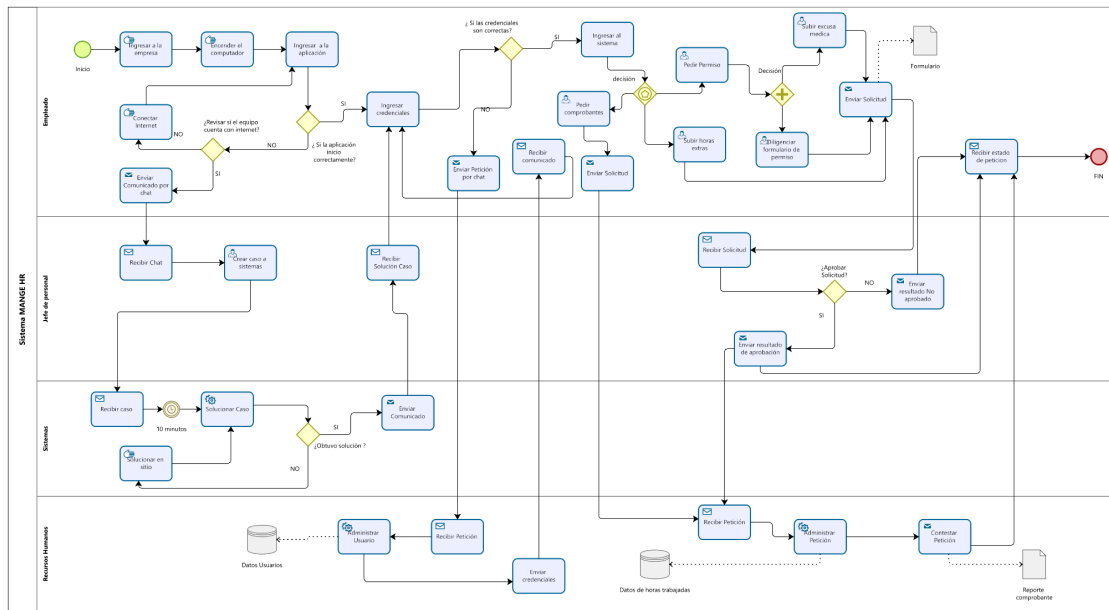 Sistema MANGE HR
Empleado
Inicio
Ingresar a la
empresa
Encender el
computador
Ingresar a la
aplicación
Conectar
Internet
NO
¿Revisar si el equipo
cuenta con internet?
SI
NO
SI
¿ Si la aplicación
inicio
correctamente?
Enviar
Comunicado por
chat
Ingresar
credenciales
¿ Si las credenciales
son correctas?
SI
NO
Enviar Petición
por chat
Recibir
comunicado
Ingresar al
sistema
decisión
Pedir
comprobantes
Enviar Solicitud
Pedir Permiso
Subir horas
extras
Decisión
Subir excusa
medica
Diligenciar
formulario de
permiso
Enviar Solicitud
Formulario
Recibir estado
de peticion
FIN
Jefe de personal
Recibir Chat
Crear caso a
sistemas
Recibir
Solución Caso
Recibir Solicitud
¿Aprobar
Solicitud?
NO
SI
Enviar
resultado No
aprobado
Enviar resultado
de aprobación
Sistemas
Recibir caso
10 minutos
Solucionar Caso
Solucionar en
sitio
¿Obtuvo solución ?
SI
NO
Enviar
Comunicado
Recursos Humanos
Datos Usuarios
Administrar
Usuario
Recibir Petición
Enviar
credenciales
Recibir Petición
Administrar
Petición
Contestar
Petición
Datos de horas trabajadas
Reporte
comprobante